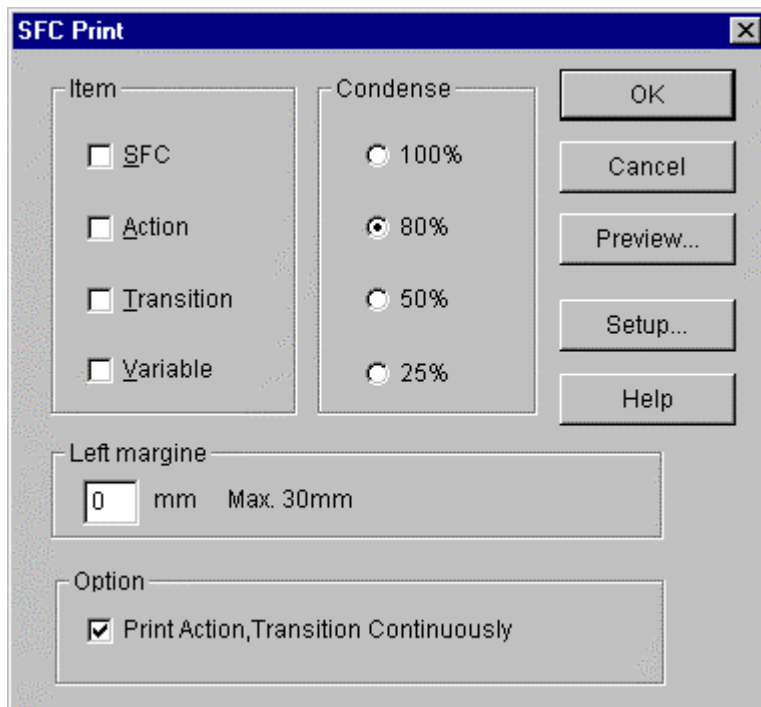 SFC Print
Item
SFC
Action
Transition
Variable
Condense
100%
80%
50%
25%
OK
Cancel
Preview...
Setup...
Help
Left margine
0 mm Max. 30mm
Option
Print Action,Transition Continuously